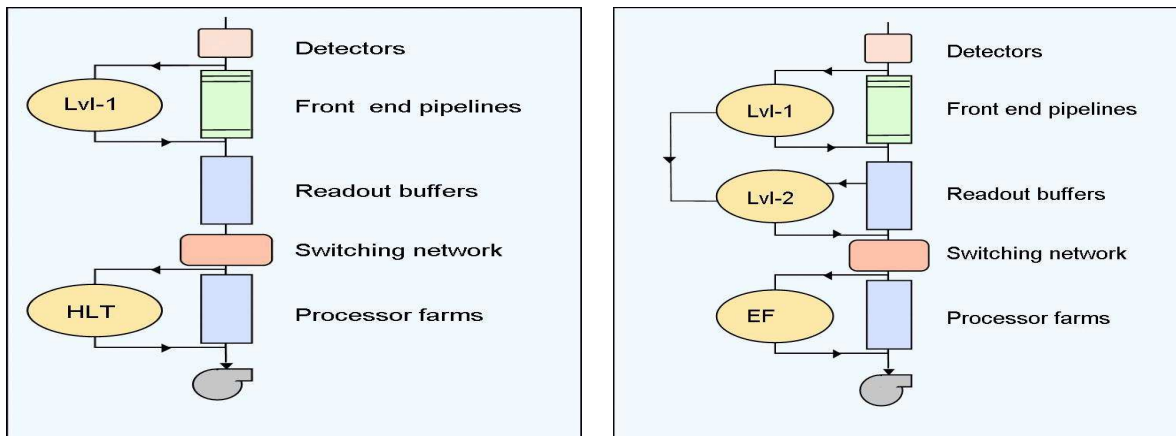 Detectors
Lvl-1
Front end pipelines
Readout buffers
Switching network
HLT
Processor farms
Detectors
Lvl-1
Front end pipelines
Lvl-2
Readout buffers
Switching network
EF
Processor farms